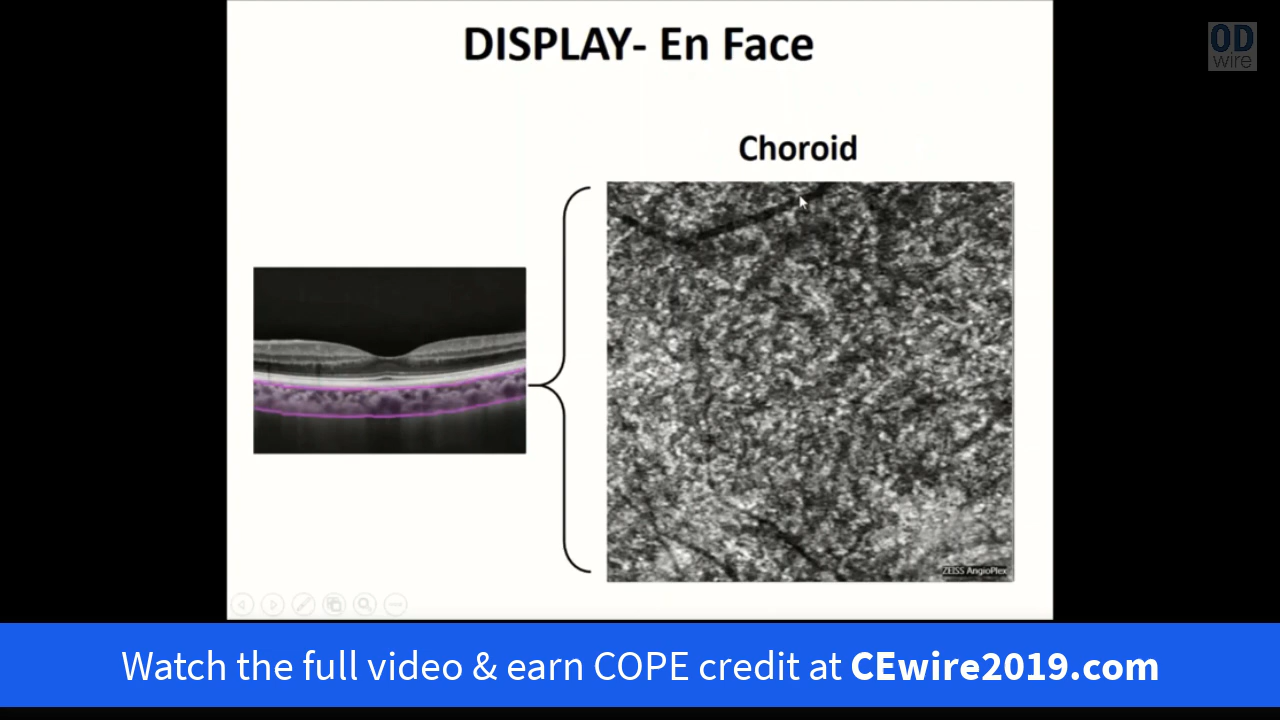 DISPLAY- En Face
OD
wire
Choroid
ZEISS AngioPlex
Watch the full video & earn COPE credit at CEwire2019.com